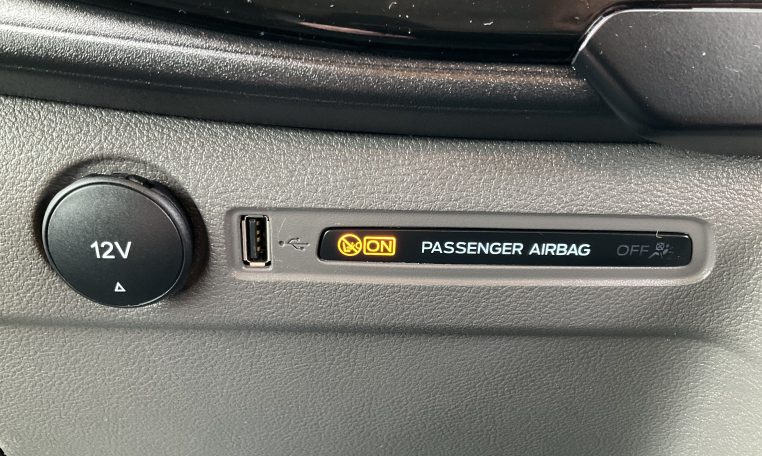 12V
ON PASSENGER AIRBAG OFF